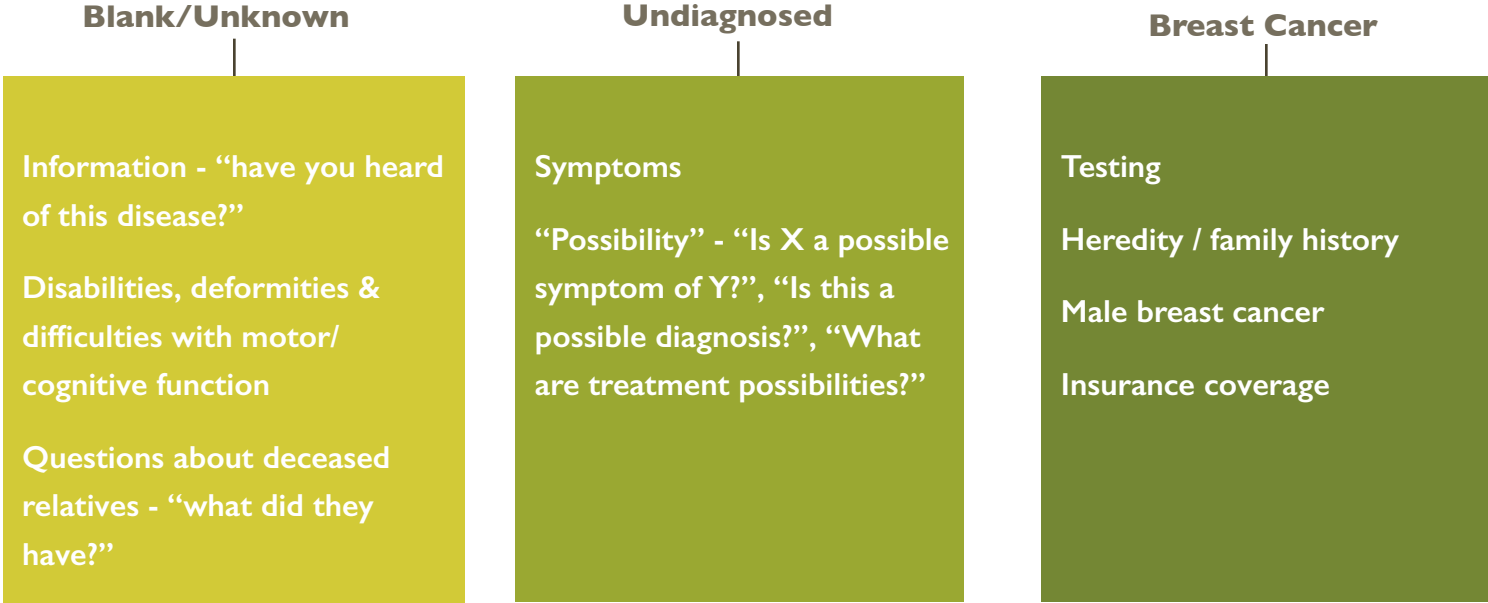 Blank/Unknown
Information - “have you heard
of this disease?”
Disabilities, deformities &
difficulties with motor/
cognitive function
Questions about deceased
relatives - “what did they
have?”
Undiagnosed
Symptoms
“Possibility” - “Is X a possible
symptom of Y?”, “Is this a
possible diagnosis?”, “What
are treatment possibilities?”
Breast Cancer
Testing
Heredity / family history
Male breast cancer
Insurance coverage